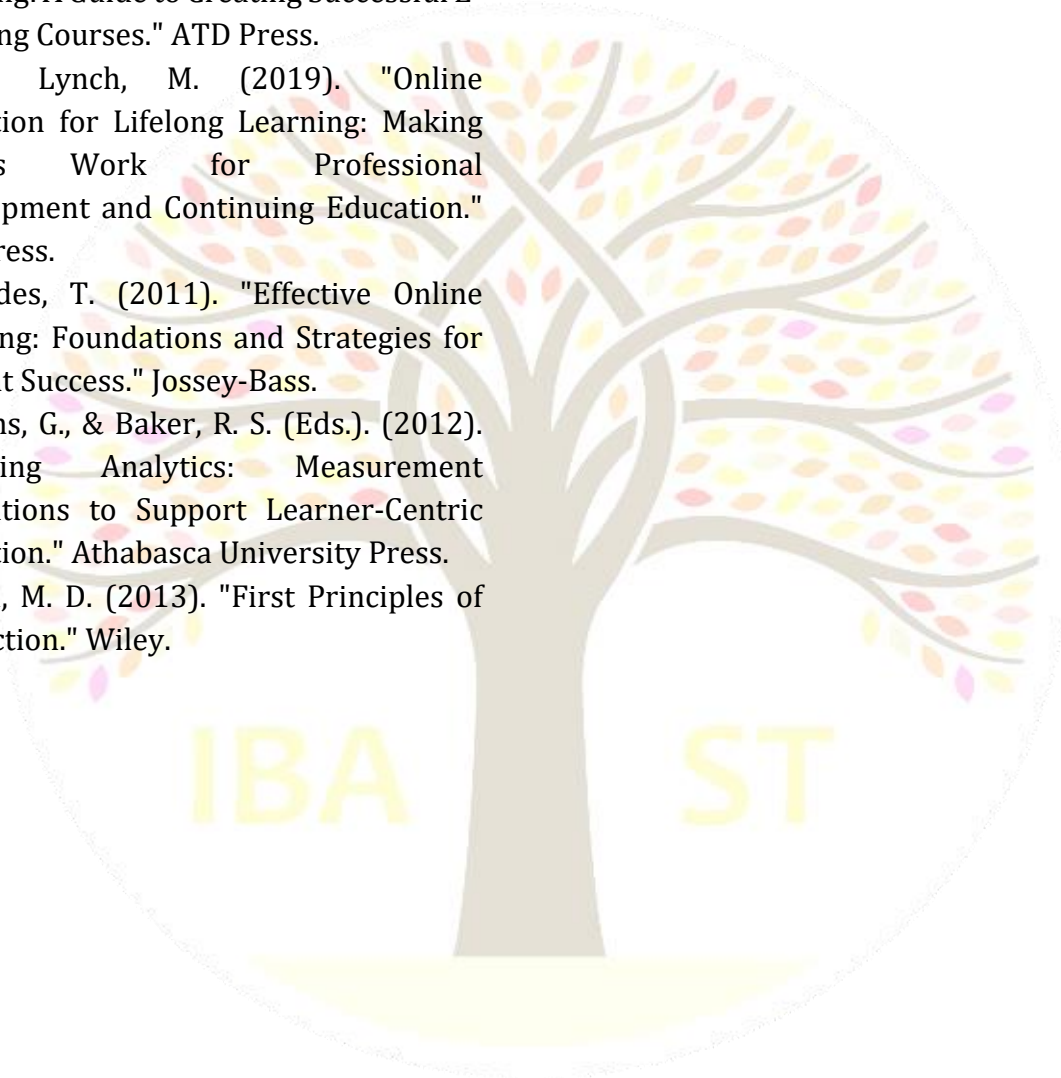 ng: A Guide to Creating Successful E-
ng Courses." ATD Press.
Lynch, M. (2019). "Online
tion for Lifelong Learning: Making
s Work for Professional
opment and Continuing Education."
ress.
des, T. (2011). "Effective Online
ing: Foundations and Strategies for
t Success." Jossey-Bass.
ns, G., & Baker, R. S. (Eds.). (2012).
ing Analytics: Measurement
tions to Support Learner-Centric
tion." Athabasca University Press.
, M. D. (2013). "First Principles of
ction." Wiley.
IBA ST